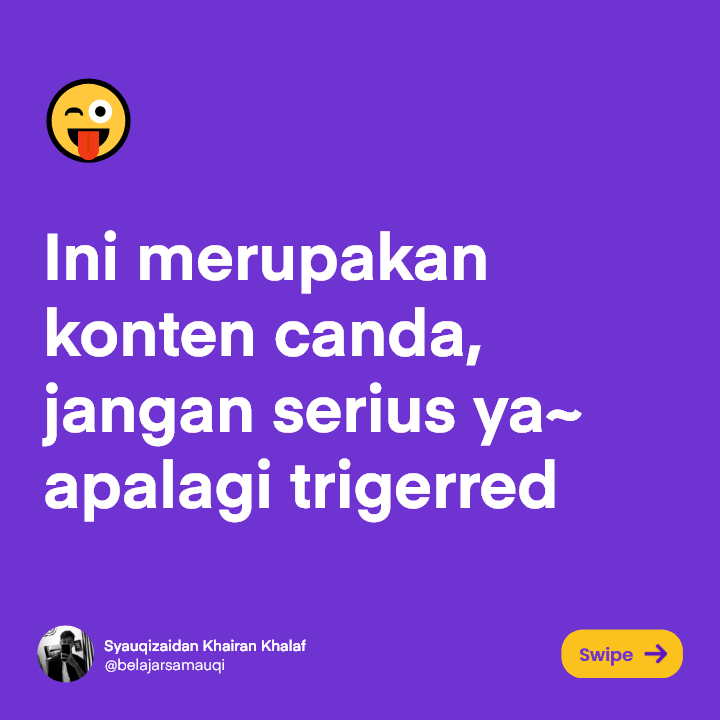 Ini merupakan
konten canda,
jangan serius ya~
apalagi trigerred
Syauqizaidan Khairan Khalaf
@belajarsamauqi
Swipe